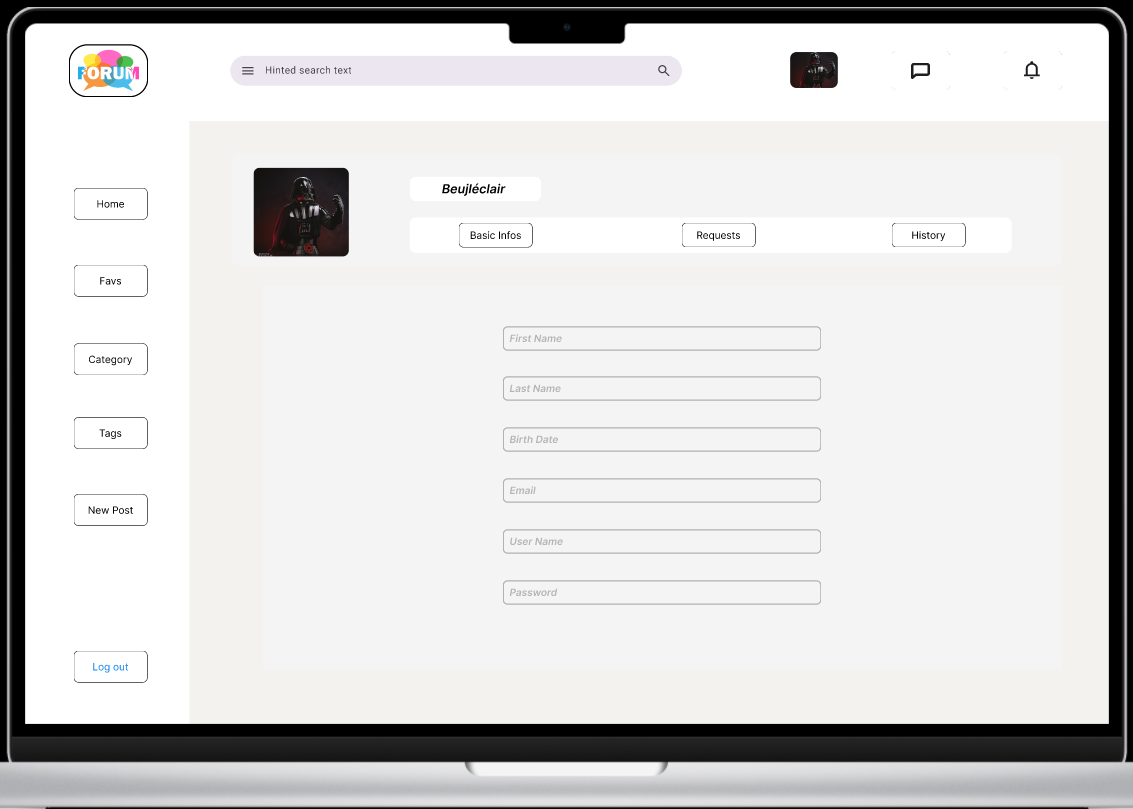 FORUM
Hinted search text
Home
Favs
Category
Tags
New Post
Log out
Beujléclair
Basic Infos
Requests
History
First Name
Last Name
Birth Date
Email
User Name
Password